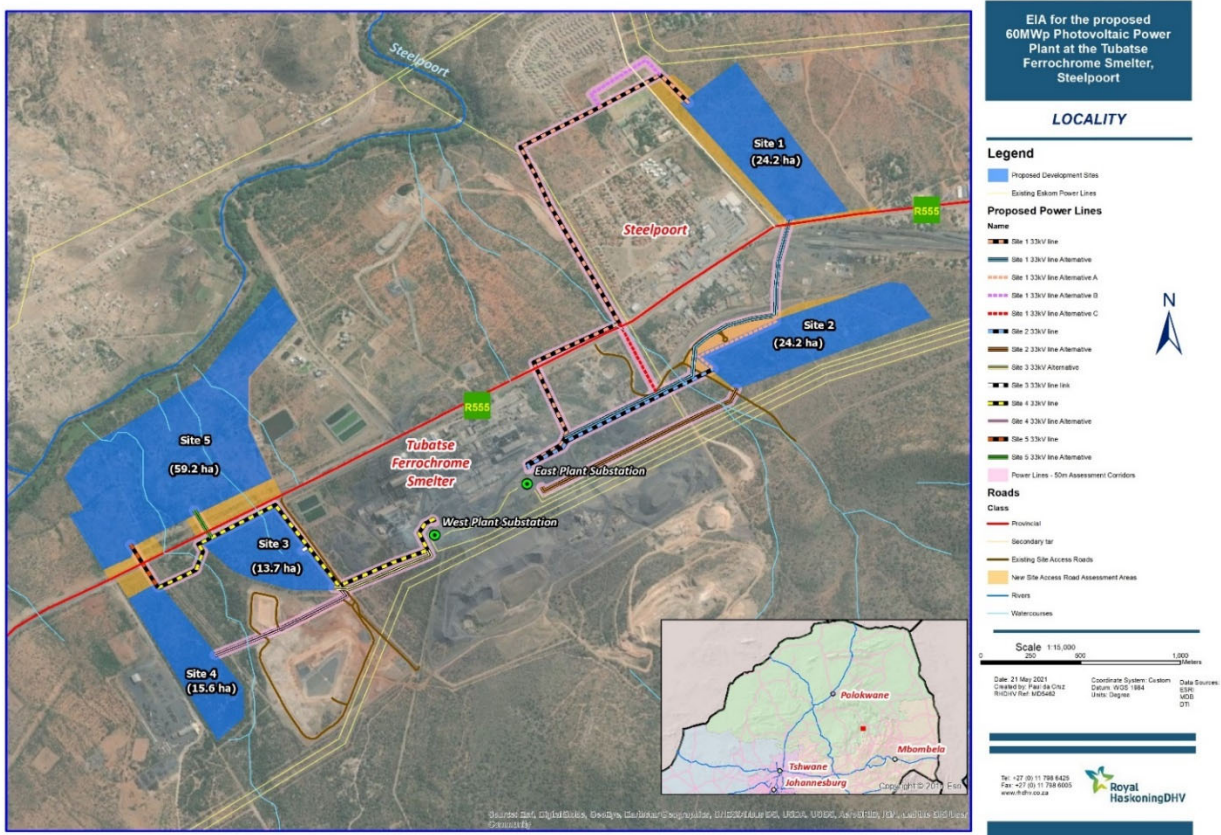 EIA for the proposed
60MWp Photovoltaic Power
Plant at the Tubatse
Ferrochrome Smelter,
Steelpoort
LOCALITY
Legend
Proposed Development Sites
Existing Eskom Power Lines
Proposed Power Lines
Name
Site 1 33kV line
Site 1 33kV line Alternative
Site 1 33kV line Alternative A
Site 1 33kV line Alternative B
Site 1 33kV line Alternative C
Site 2 33kV line
Site 2 33kV line Alternative
Site 3 33kV Alternative
Site 3 33kV line link
Site 4 33kV line
Site 4 33kV line Alternative
Site 5 33kV line
Site 5 33kV line Alternative
Power Lines - 50m Assessment Corridors
Roads
Class
Provincial
Secondary tar
Existing Site Access Roads
New Site Access Road Assessment Areas
Rivers
Watercourses
N
Scale 1:15,000
0 250 500 1,000
Meters
Date: 21 May 2021
Created by: Paul da Cruz
RHDHV Ref: MD5462
Coordinate System: Custom
Datum: WGS 1984
Units: Degree
Data Sources:
ESRI
MDB
DTI
Tel: +27 (0) 11 798 6425
Fax: +27 (0) 11 798 6005
www.rhdhv.co.za
Royal
HaskoningDHV
Steelpoort
Site 1
(24.2 ha)
R555
Steelpoort
Site 2
(24.2 ha)
R555
Site 5
(59.2 ha)
Tubatse
Ferrochrome
Smelter
East Plant Substation
West Plant Substation
Site 3
(13.7 ha)
Site 4
(15.6 ha)
Polokwane
Mbombela
Tshwane
Johannesburg
Copyright ©
Community